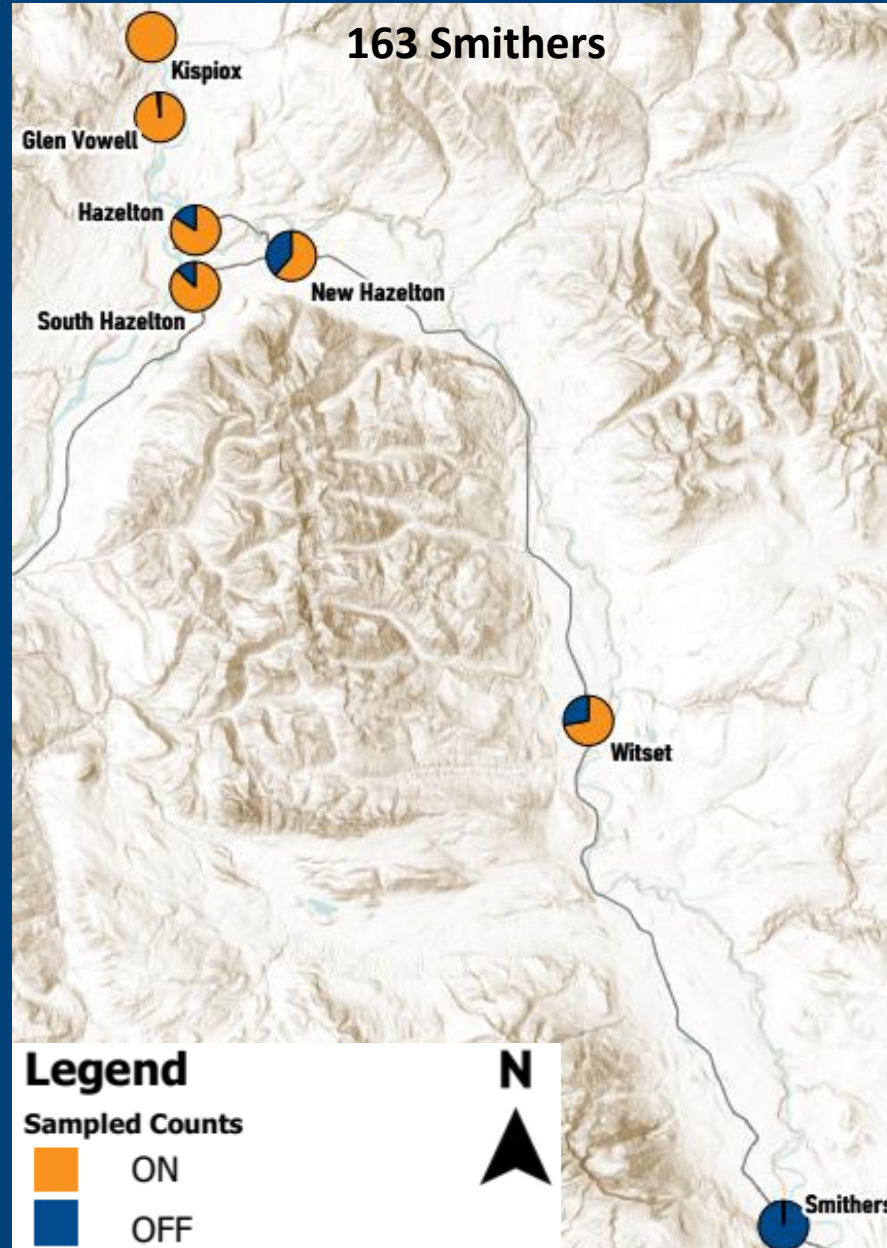 163 Smithers
Kispiox
Glen Vowell
Hazelton
New Hazelton
South Hazelton
Witset
Smithers
Legend
N
Sampled Counts
ON
OFF